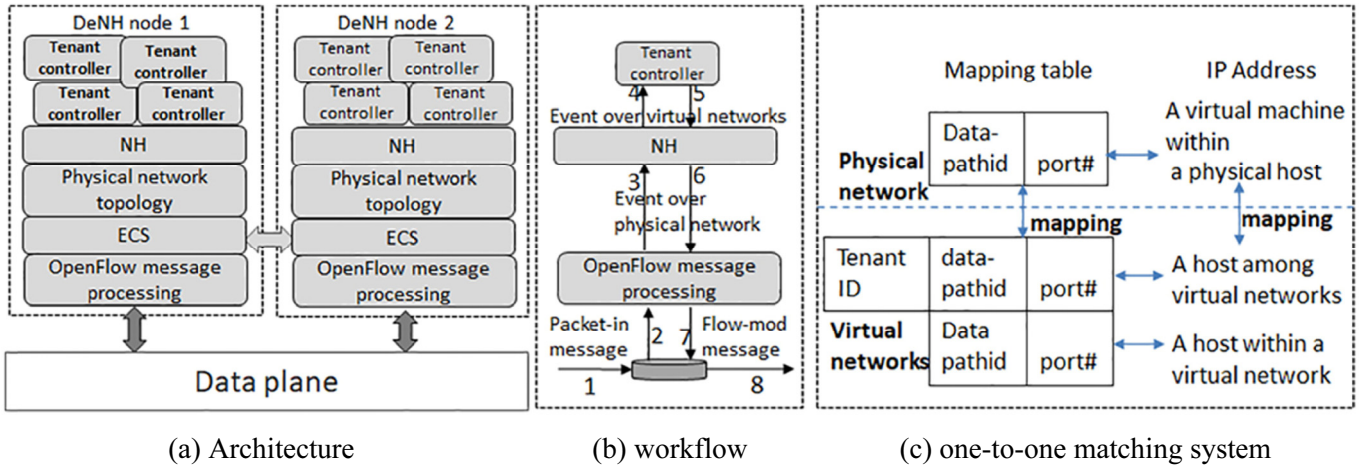 DeNH node 1
Tenant
controller
Tenant
controller
Tenant
controller
Tenant
controller
NH
Physical network
topology
ECS
OpenFlow message
processing
DeNH node 2
Tenant
controller
Tenant
controller
Tenant
controller
Tenant
controller
NH
Physical network
topology
ECS
OpenFlow message
processing
Data plane
(a) Architecture
Tenant
controller
4 5
Event over virtual networks
NH
3 6
Event over
physical network
OpenFlow message
processing
Packet-in
message
2 7
Flow-mod
message
1 8
(b) workflow
Mapping table
IP Address
Physical
network
Data-
pathid
port#
A virtual machine
within
a physical host
mapping
mapping
Tenant
ID
data-
pathid
port#
A host among
virtual networks
Virtual
networks
Data
pathid
port#
A host within a
virtual network
(c) one-to-one matching system